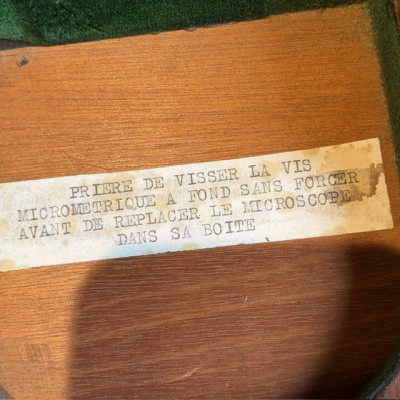 PRIERE DE VISSER LA VIS
MICROMETRIQUE A FOND SANS FORCER
AVANT DE REPLACER LE MICROSCOPE
DANS SA BOITE